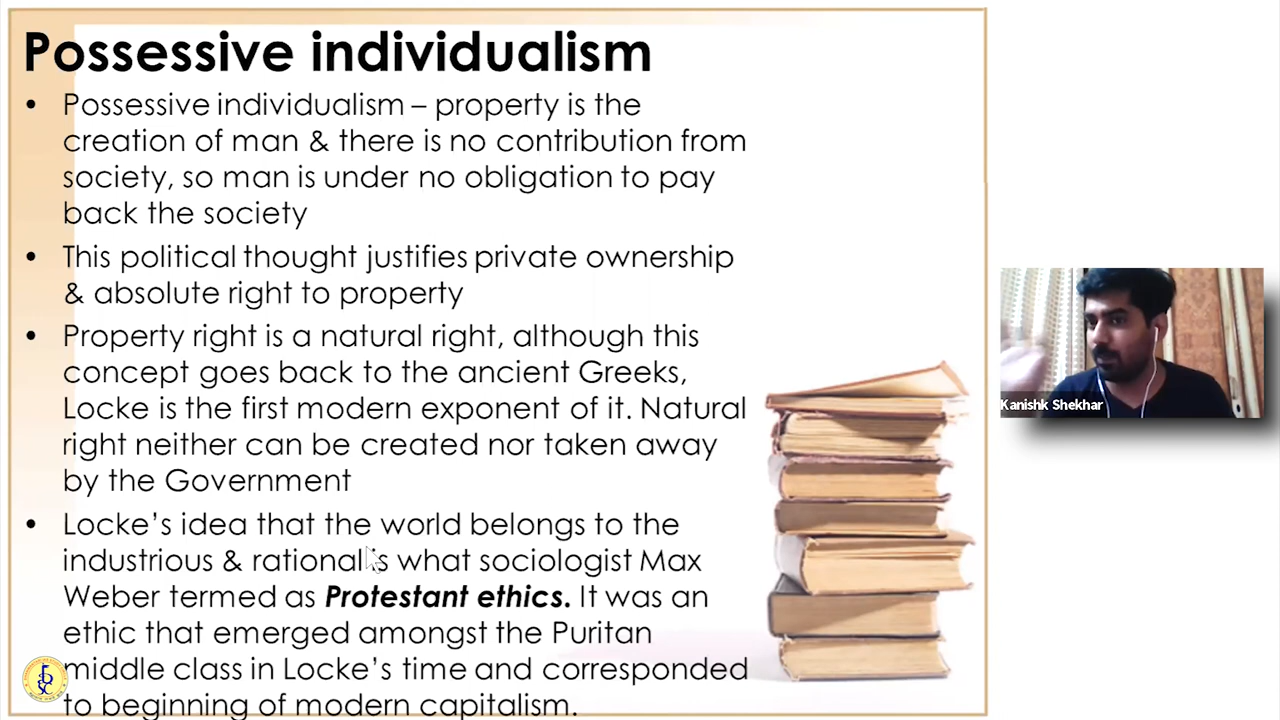 Possessive individualism
• Possessive individualism – property is the
creation of man & there is no contribution from
society, so man is under no obligation to pay
back the society
• This political thought justifies private ownership
& absolute right to property
• Property right is a natural right, although this
concept goes back to the ancient Greeks,
Locke is the first modern exponent of it. Natural
right neither can be created nor taken away
by the Government
• Locke's idea that the world belongs to the
industrious & rational is what sociologist Max
Weber termed as Protestant ethics. It was an
ethic that emerged amongst the Puritan
middle class in Locke's time and corresponded
to beginning of modern capitalism.
Kanishk Shekhar